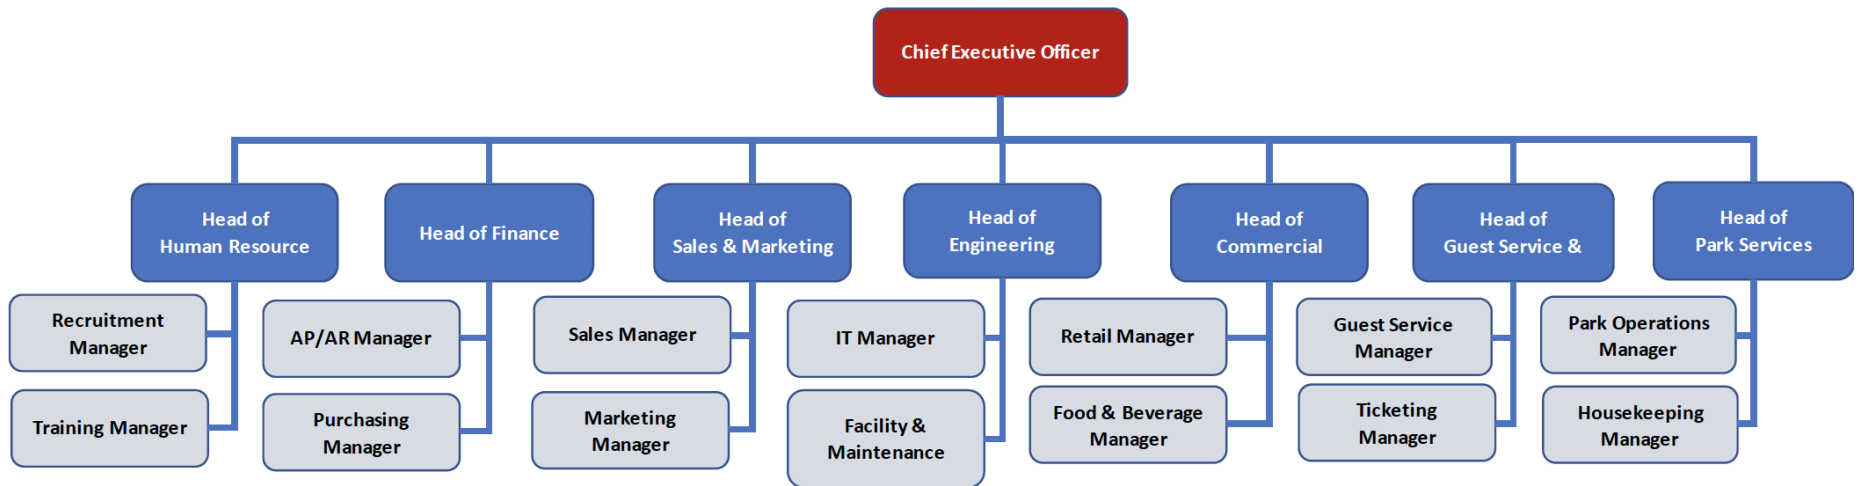 Chief Executive Officer
Head of
Human Resource
Head of Finance
Head of
Sales & Marketing
Head of
Engineering
Head of
Commercial
Head of
Guest Service &
Head of
Park Services
Recruitment
Manager
AP/AR Manager
Sales Manager
IT Manager
Retail Manager
Guest Service
Manager
Park Operations
Manager
Training Manager
Purchasing
Manager
Marketing
Manager
Facility &
Maintenance
Food & Beverage
Manager
Ticketing
Manager
Housekeeping
Manager